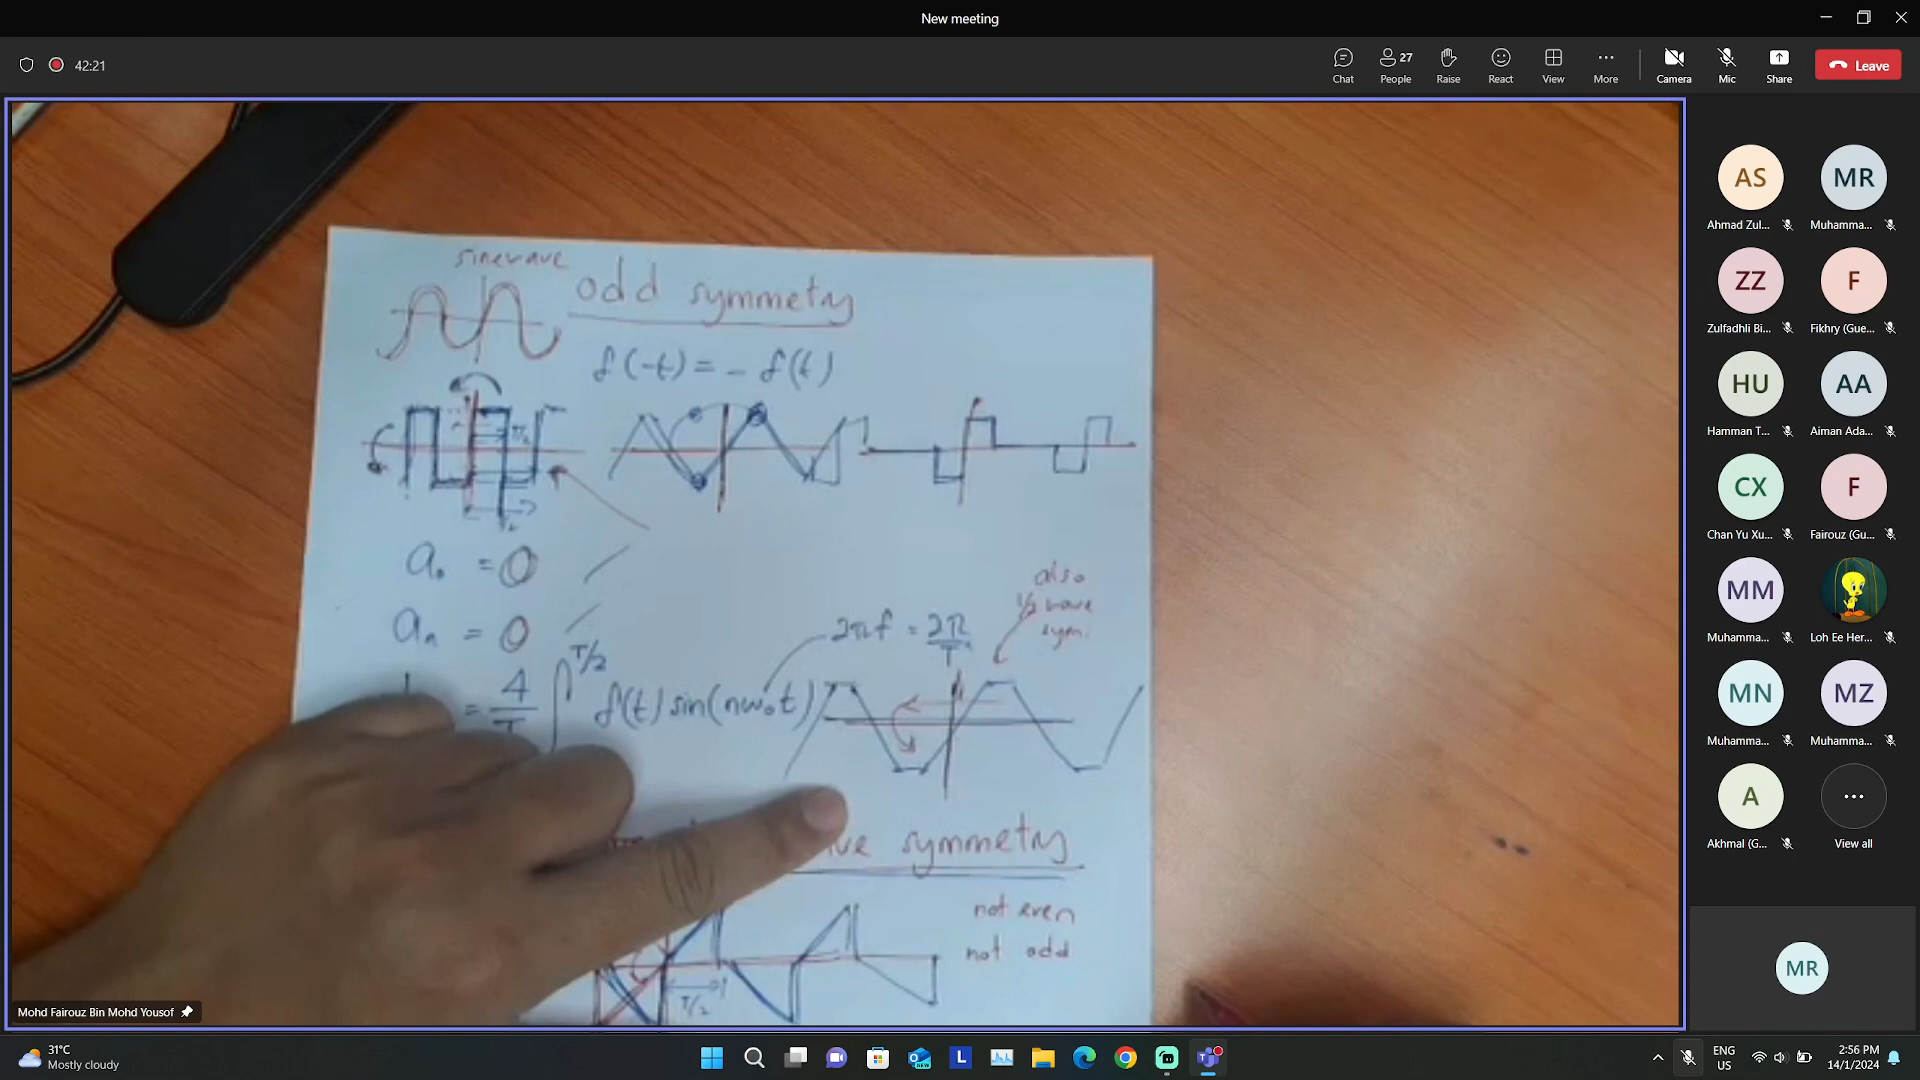 New meeting
42:21
Chat
27
People
Raise
React
View
More
Camera
Mic
Share
Leave
sinewave
odd symmetry
f(-t) = - f(t)
T/2
a₀ = 0
aₙ = 0
= 4/T ∫ T/2 f(t) sin(nω₀t)
2πf = 2π/T
also
1/2 wave
sym.
symmetry
not even
not odd
T/2
Mohd Fairouz Bin Mohd Yousof
AS
Ahmad Zul...
MR
Muhamma...
ZZ
Zulfadhli Bi...
F
Fikhry (Gue...
HU
Hamman T...
AA
Aiman Ada...
CX
Chan Yu Xu...
F
Fairouz (Gu...
MM
Muhamma...
Loh Ee Her...
MN
Muhamma...
MZ
Muhamma...
A
Akhmal (G...
View all
MR
31°C
Mostly cloudy
NEW
L
ENG
US
2:56 PM
14/1/2024